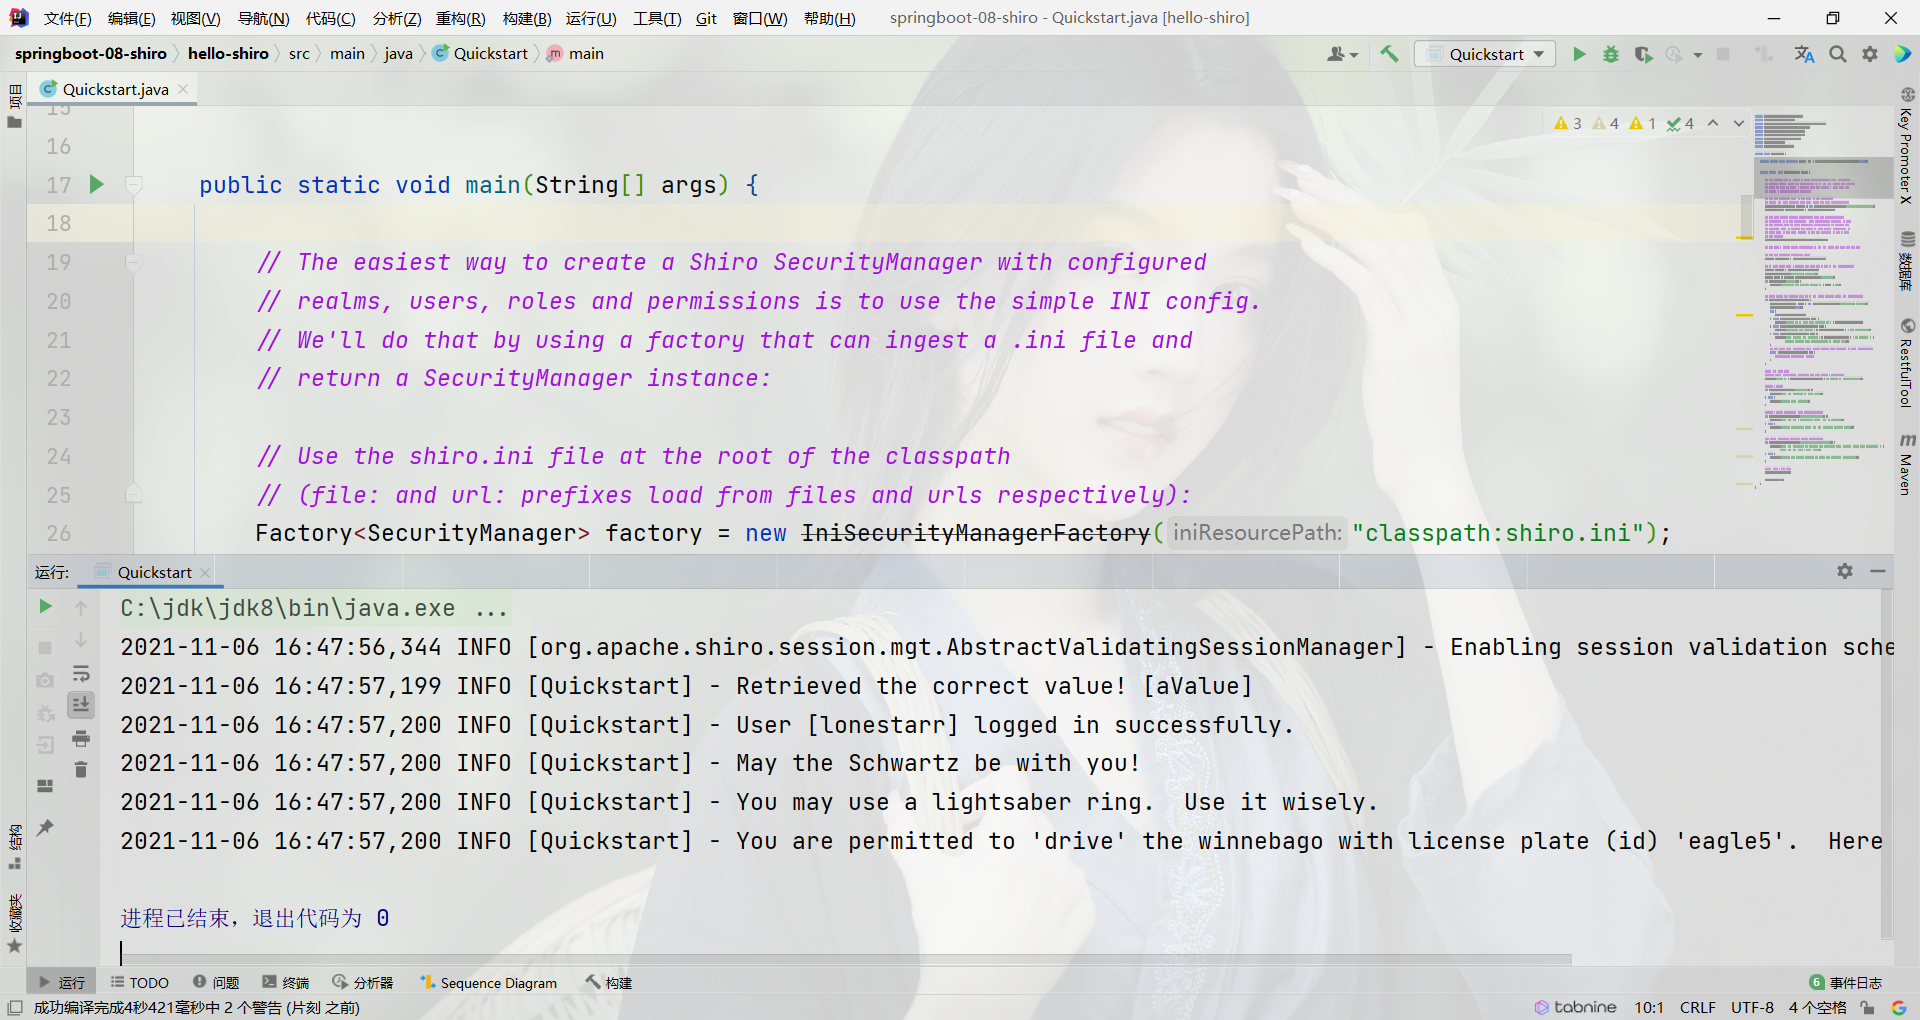 文件(F) 编辑(E) 视图(V) 导航(N) 代码(C) 分析(Z) 重构(R) 构建(B) 运行(U) 工具(T) Git 窗口(W) 帮助(H) springboot-08-shiro - Quickstart.java [hello-shiro]
springboot-08-shiro hello-shiro src main java Quickstart main Quickstart
项目
Quickstart.java
3 4 1 4
15
16
17 public static void main(String[] args) {
18
19 // The easiest way to create a Shiro SecurityManager with configured
20 // realms, users, roles and permissions is to use the simple INI config.
21 // We'll do that by using a factory that can ingest a .ini file and
22 // return a SecurityManager instance:
23
24 // Use the shiro.ini file at the root of the classpath
25 // (file: and url: prefixes load from files and urls respectively):
26 Factory<SecurityManager> factory = new IniSecurityManagerFactory( iniResourcePath: "classpath:shiro.ini");
Key Promoter X
数据库
RestfulTool
Maven
运行: Quickstart
C:\jdk\jdk8\bin\java.exe ...
2021-11-06 16:47:56,344 INFO [org.apache.shiro.session.mgt.AbstractValidatingSessionManager] - Enabling session validation sche
2021-11-06 16:47:57,199 INFO [Quickstart] - Retrieved the correct value! [aValue]
2021-11-06 16:47:57,200 INFO [Quickstart] - User [lonestarr] logged in successfully.
2021-11-06 16:47:57,200 INFO [Quickstart] - May the Schwartz be with you!
2021-11-06 16:47:57,200 INFO [Quickstart] - You may use a lightsaber ring.  Use it wisely.
2021-11-06 16:47:57,200 INFO [Quickstart] - You are permitted to 'drive' the winnebago with license plate (id) 'eagle5'.  Here
进程已结束，退出代码为 0
结构
收藏夹
运行 TODO 问题 终端 分析器 Sequence Diagram 构建 6 事件日志
成功编译完成4秒421毫秒中 2 个警告 (片刻 之前) tabnine 10:1 CRLF UTF-8 4 个空格